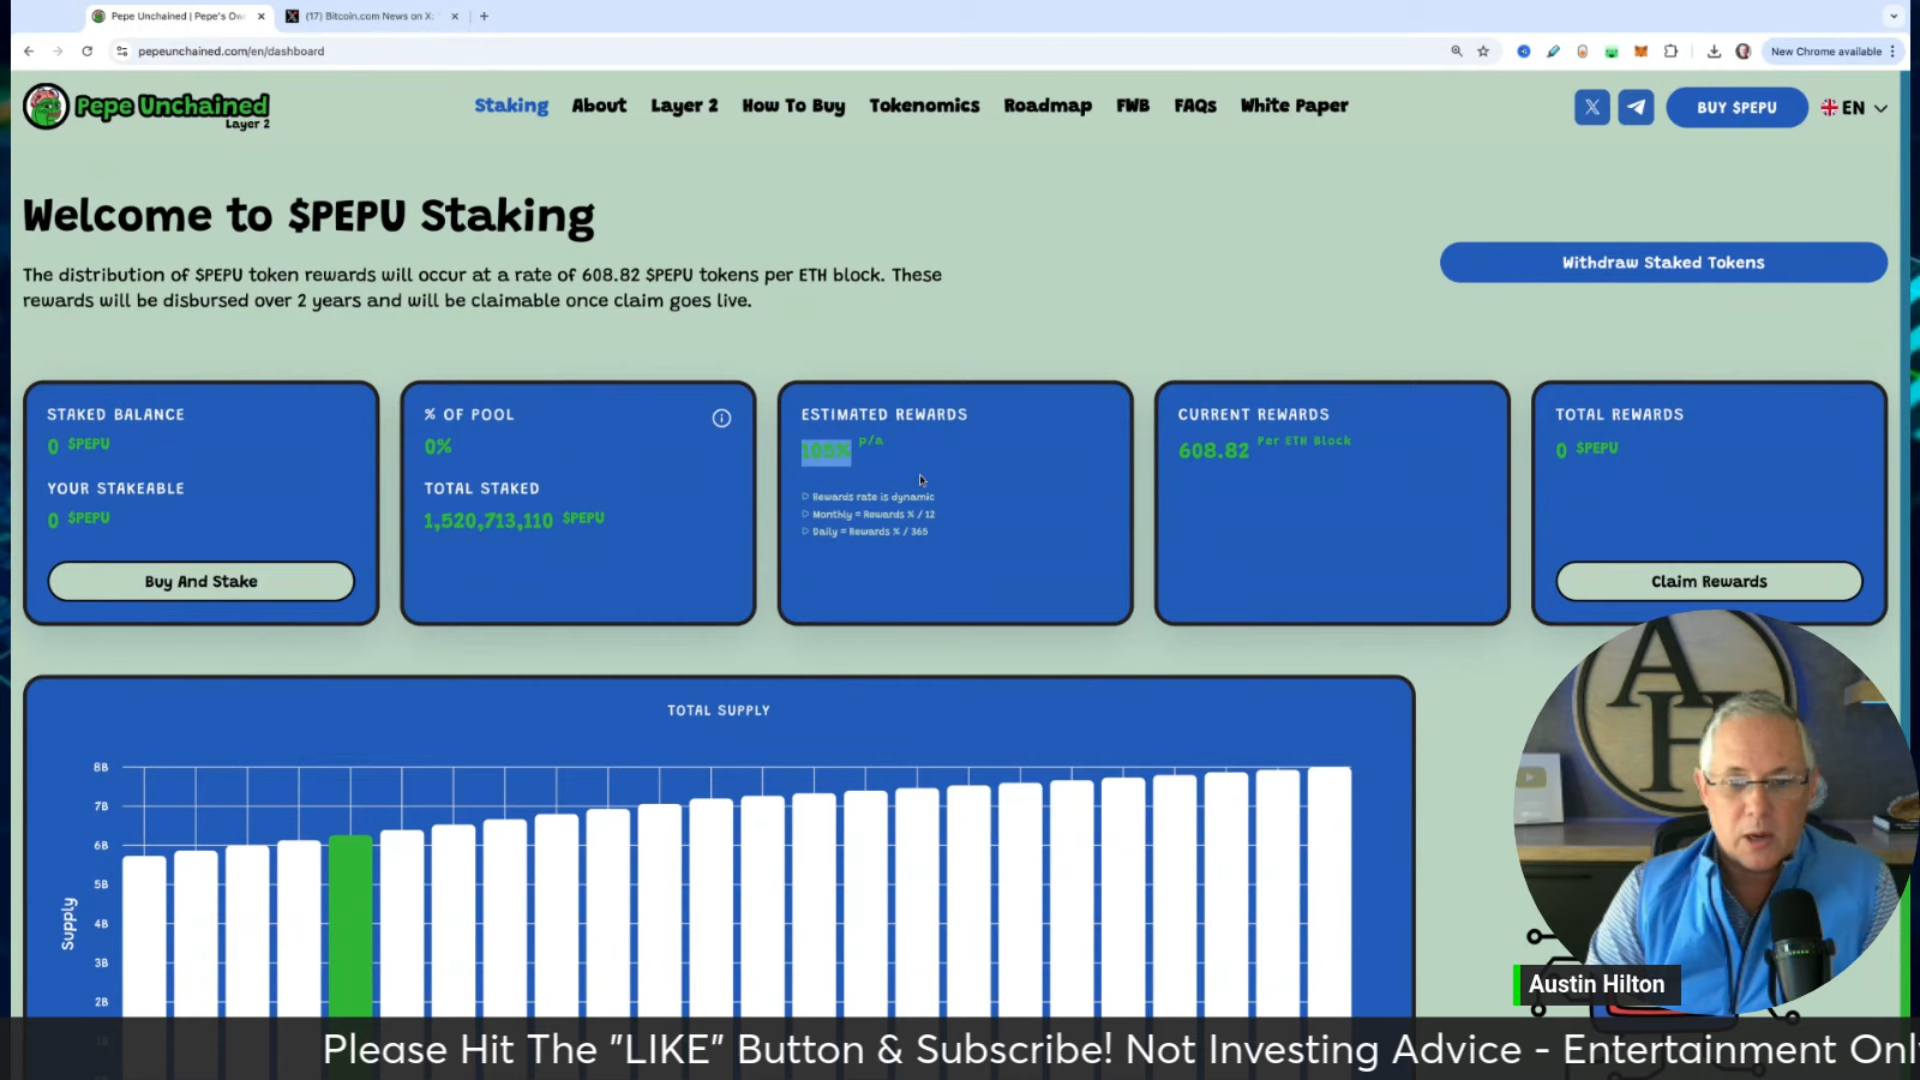 Pepe Unchained | Pepe's Ow
(17) Bitcoin.com News on X:
pepeunchained.com/en/dashboard
New Chrome available
Pepe Unchained
Layer 2
Staking About Layer 2 How To Buy Tokenomics Roadmap FWB FAQs White Paper
BUY $PEPU
EN
Welcome to $PEPU Staking
The distribution of $PEPU token rewards will occur at a rate of 608.82 $PEPU tokens per ETH block. These
rewards will be disbursed over 2 years and will be claimable once claim goes live.
Withdraw Staked Tokens
STAKED BALANCE
0 $PEPU
YOUR STAKEABLE
0 $PEPU
Buy And Stake
% OF POOL
0%
TOTAL STAKED
1,520,713,110 $PEPU
ESTIMATED REWARDS
105% p/a
Rewards rate is dynamic
Monthly = Rewards % / 12
Daily = Rewards % / 365
CURRENT REWARDS
608.82 Per ETH Block
TOTAL REWARDS
0 $PEPU
Claim Rewards
TOTAL SUPPLY
8B
7B
6B
5B
4B
3B
2B
1B
Supply
AH
Austin Hilton
Please Hit The "LIKE" Button & Subscribe! Not Investing Advice - Entertainment Onl